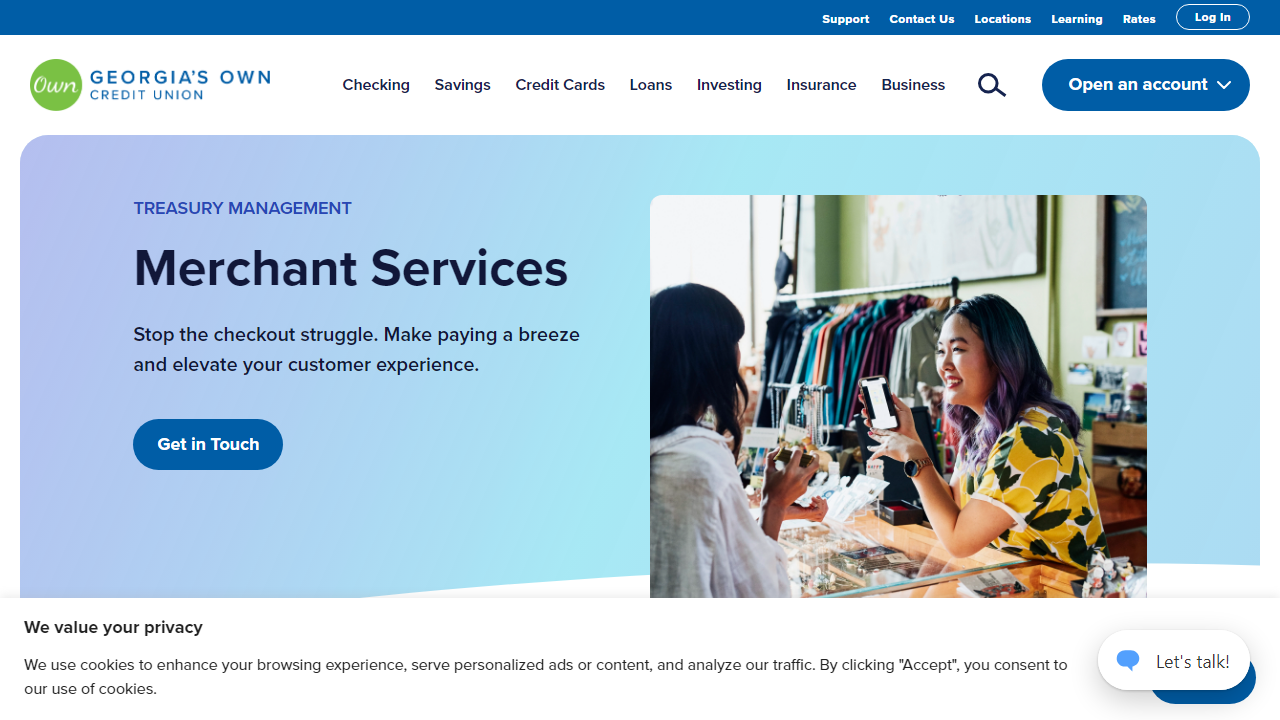 Support Contact Us Locations Learning Rates Log In
Own GEORGIA'S OWN
CREDIT UNION
Checking Savings Credit Cards Loans Investing Insurance Business Open an account
TREASURY MANAGEMENT
Merchant Services
Stop the checkout struggle. Make paying a breeze
and elevate your customer experience.
Get in Touch
We value your privacy
We use cookies to enhance your browsing experience, serve personalized ads or content, and analyze our traffic. By clicking "Accept", you consent to
our use of cookies.
Let's talk!